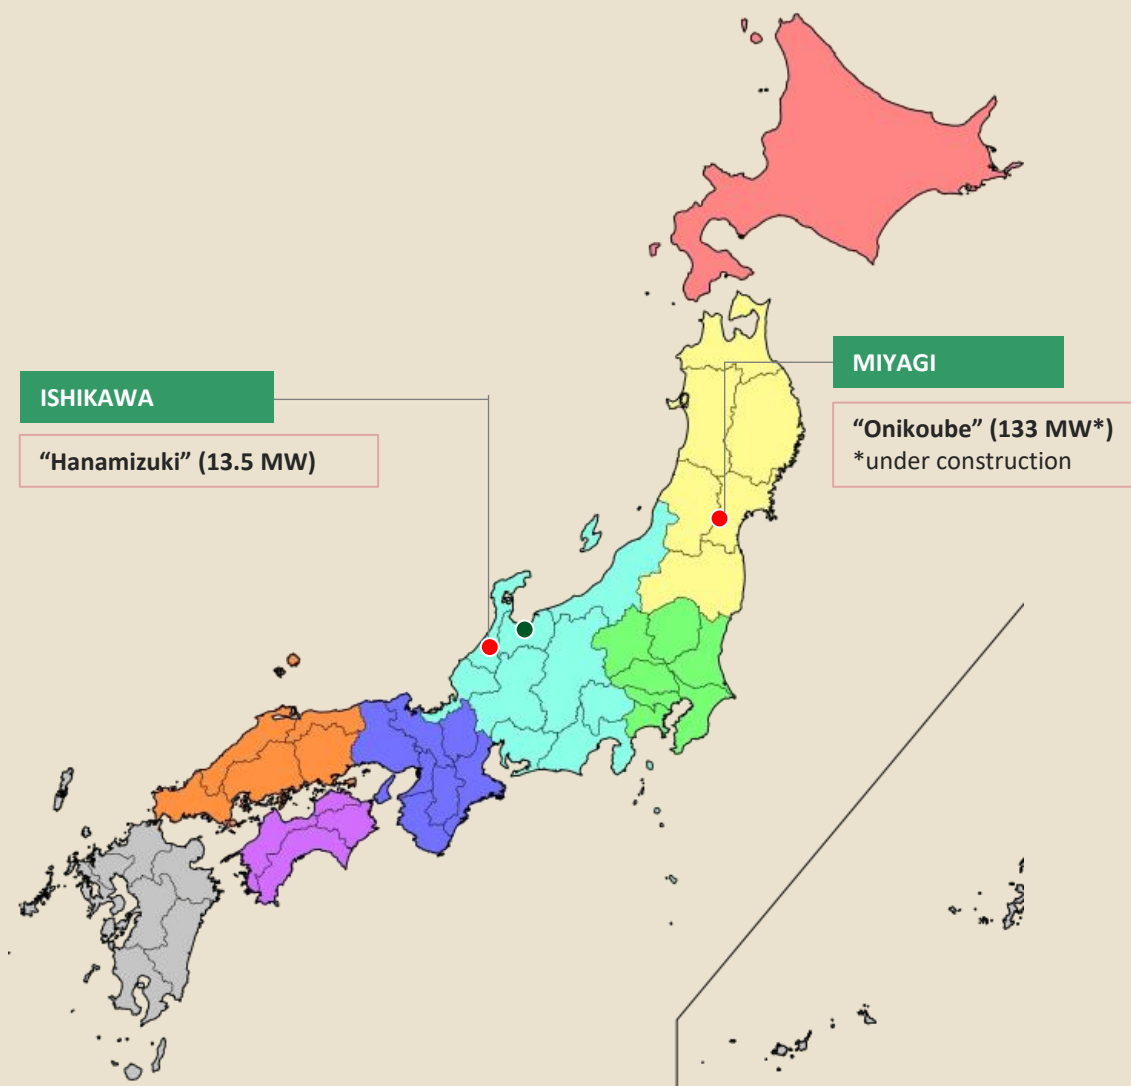 ISHIKAWA
“Hanamizuki” (13.5 MW)
MIYAGI
“Onikoube” (133 MW*)
*under construction